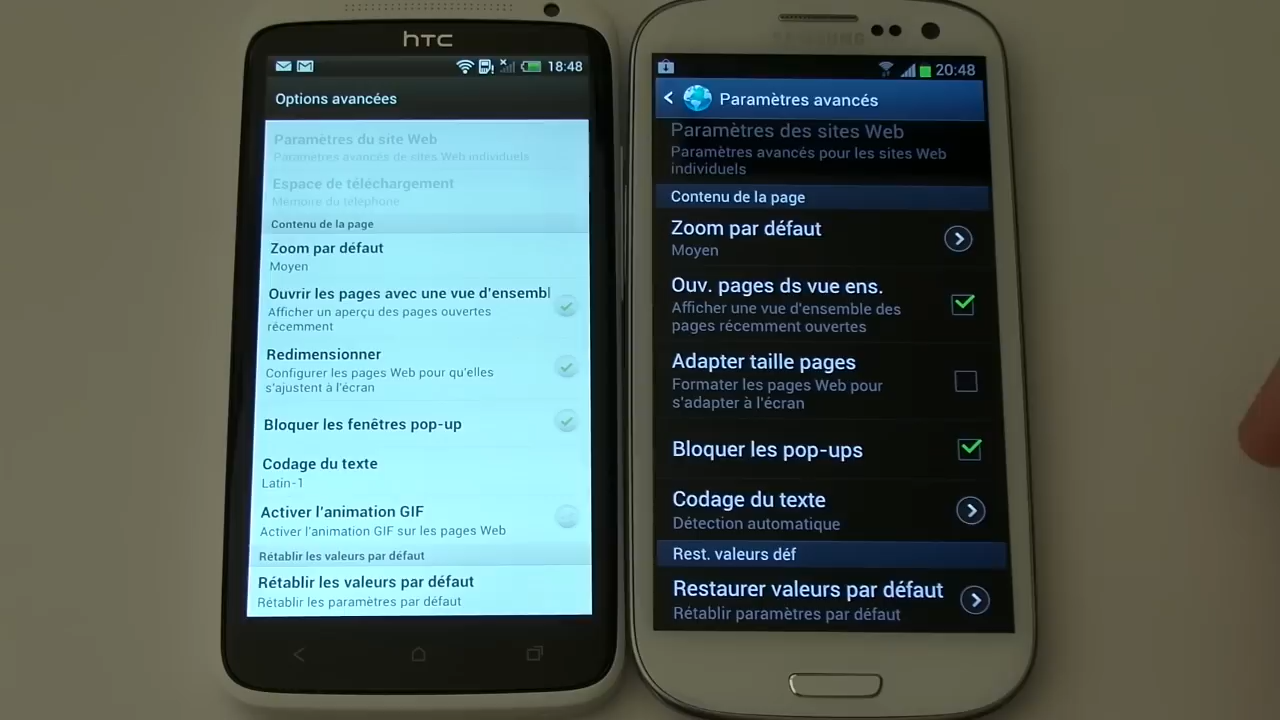 hTC
18:48
Options avancées
Paramètres du site Web
Paramètres avancés de sites Web individuels
Espace de téléchargement
Mémoire du téléphone
Contenu de la page
Zoom par défaut
Moyen
Ouvrir les pages avec une vue d'ensembl
Afficher un aperçu des pages ouvertes
récemment
Redimensionner
Configurer les pages Web pour qu'elles
s'ajustent à l'écran
Bloquer les fenêtres pop-up
Codage du texte
Latin-1
Activer l'animation GIF
Activer l'animation GIF sur les pages Web
Rétablir les valeurs par défaut
Rétablir les valeurs par défaut
Rétablir les paramètres par défaut
20:48
Paramètres avancés
Paramètres des sites Web
Paramètres avancés pour les sites Web
individuels
Contenu de la page
Zoom par défaut
Moyen
Ouv. pages ds vue ens.
Afficher une vue d'ensemble des
pages récemment ouvertes
Adapter taille pages
Formater les pages Web pour
s'adapter à l'écran
Bloquer les pop-ups
Codage du texte
Détection automatique
Rest. valeurs déf
Restaurer valeurs par défaut
Rétablir paramètres par défaut